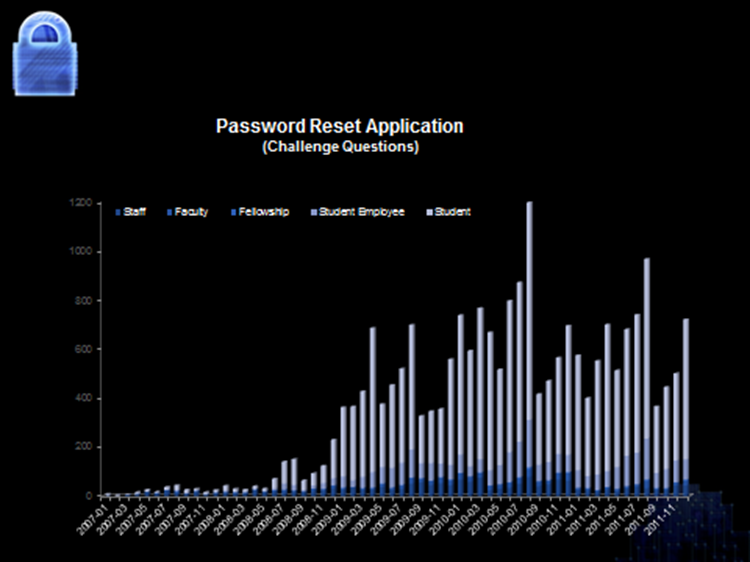 Password Reset Application
(Challenge Questions)
1200
Staff Faculty Fellowship Student Employee Student
1000
800
600
400
200
0
2007-01 2007-03 2007-05 2007-07 2007-09 2007-11 2008-01 2008-03 2008-05 2008-07 2008-09 2008-11 2009-01 2009-03 2009-05 2009-07 2009-09 2009-11 2010-01 2010-03 2010-05 2010-07 2010-09 2010-11 2011-01 2011-03 2011-05 2011-07 2011-09 2011-11